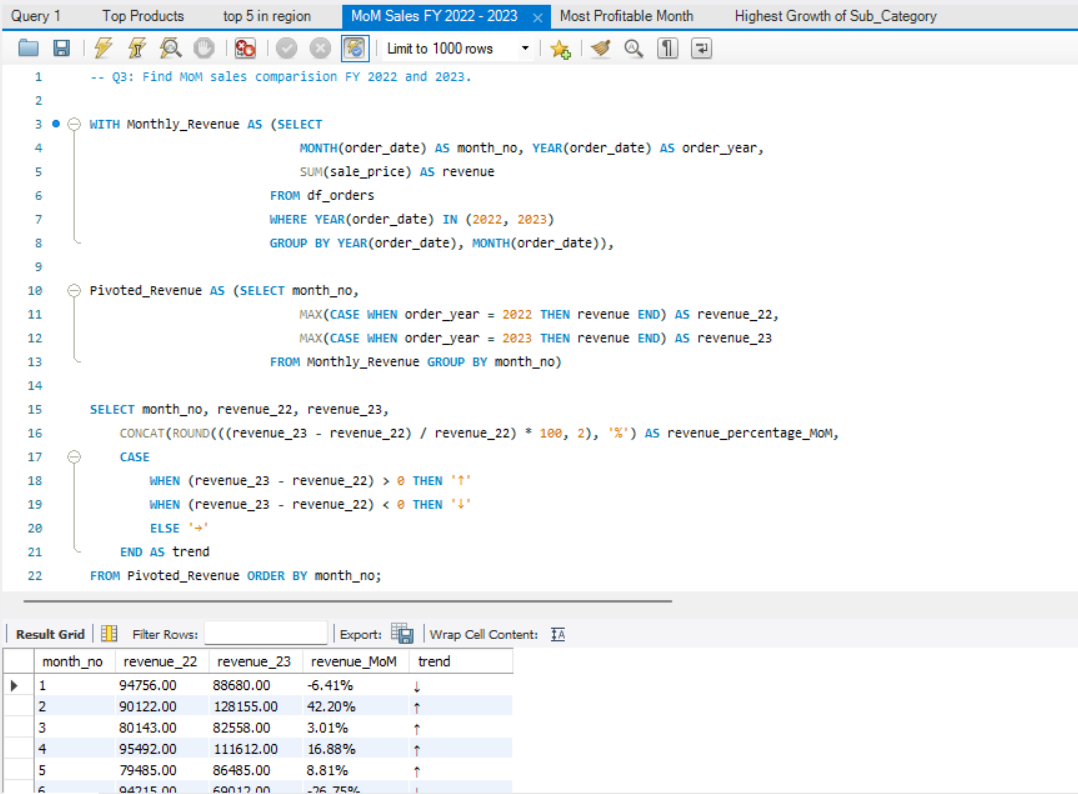 Query 1 Top Products top 5 in region MoM Sales FY 2022 - 2023 × Most Profitable Month Highest Growth of Sub_Category
Limit to 1000 rows
1 -- Q3: Find MoM sales comparision FY 2022 and 2023.
2
3 WITH Monthly_Revenue AS (SELECT
4 MONTH(order_date) AS month_no, YEAR(order_date) AS order_year,
5 SUM(sale_price) AS revenue
6 FROM df_orders
7 WHERE YEAR(order_date) IN (2022, 2023)
8 GROUP BY YEAR(order_date), MONTH(order_date)),
9
10 Pivoted_Revenue AS (SELECT month_no,
11 MAX(CASE WHEN order_year = 2022 THEN revenue END) AS revenue_22,
12 MAX(CASE WHEN order_year = 2023 THEN revenue END) AS revenue_23
13 FROM Monthly_Revenue GROUP BY month_no)
14
15 SELECT month_no, revenue_22, revenue_23,
16 CONCAT(ROUND(((revenue_23 - revenue_22) / revenue_22) * 100, 2), '%') AS revenue_percentage_MoM,
17 CASE
18 WHEN (revenue_23 - revenue_22) > 0 THEN '↑'
19 WHEN (revenue_23 - revenue_22) < 0 THEN '↓'
20 ELSE '→'
21 END AS trend
22 FROM Pivoted_Revenue ORDER BY month_no;
Result Grid Filter Rows: Export: Wrap Cell Content:
month_no revenue_22 revenue_23 revenue_MoM trend
1 94756.00 88680.00 -6.41% ↓
2 90122.00 128155.00 42.20% ↑
3 80143.00 82558.00 3.01% ↑
4 95492.00 111612.00 16.88% ↑
5 79485.00 86485.00 8.81% ↑
6 94215.00 69012.00 -26.75% ↓